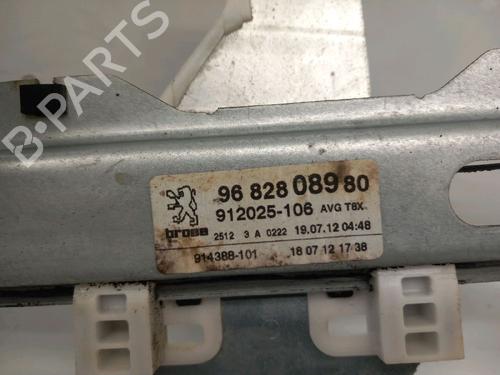 B-PARTS
96 828 089 80
912025-106 AVG T8X
brose 2512 3 A 0222 19.07.12 04:48
914388-101 18 07 12 17 38